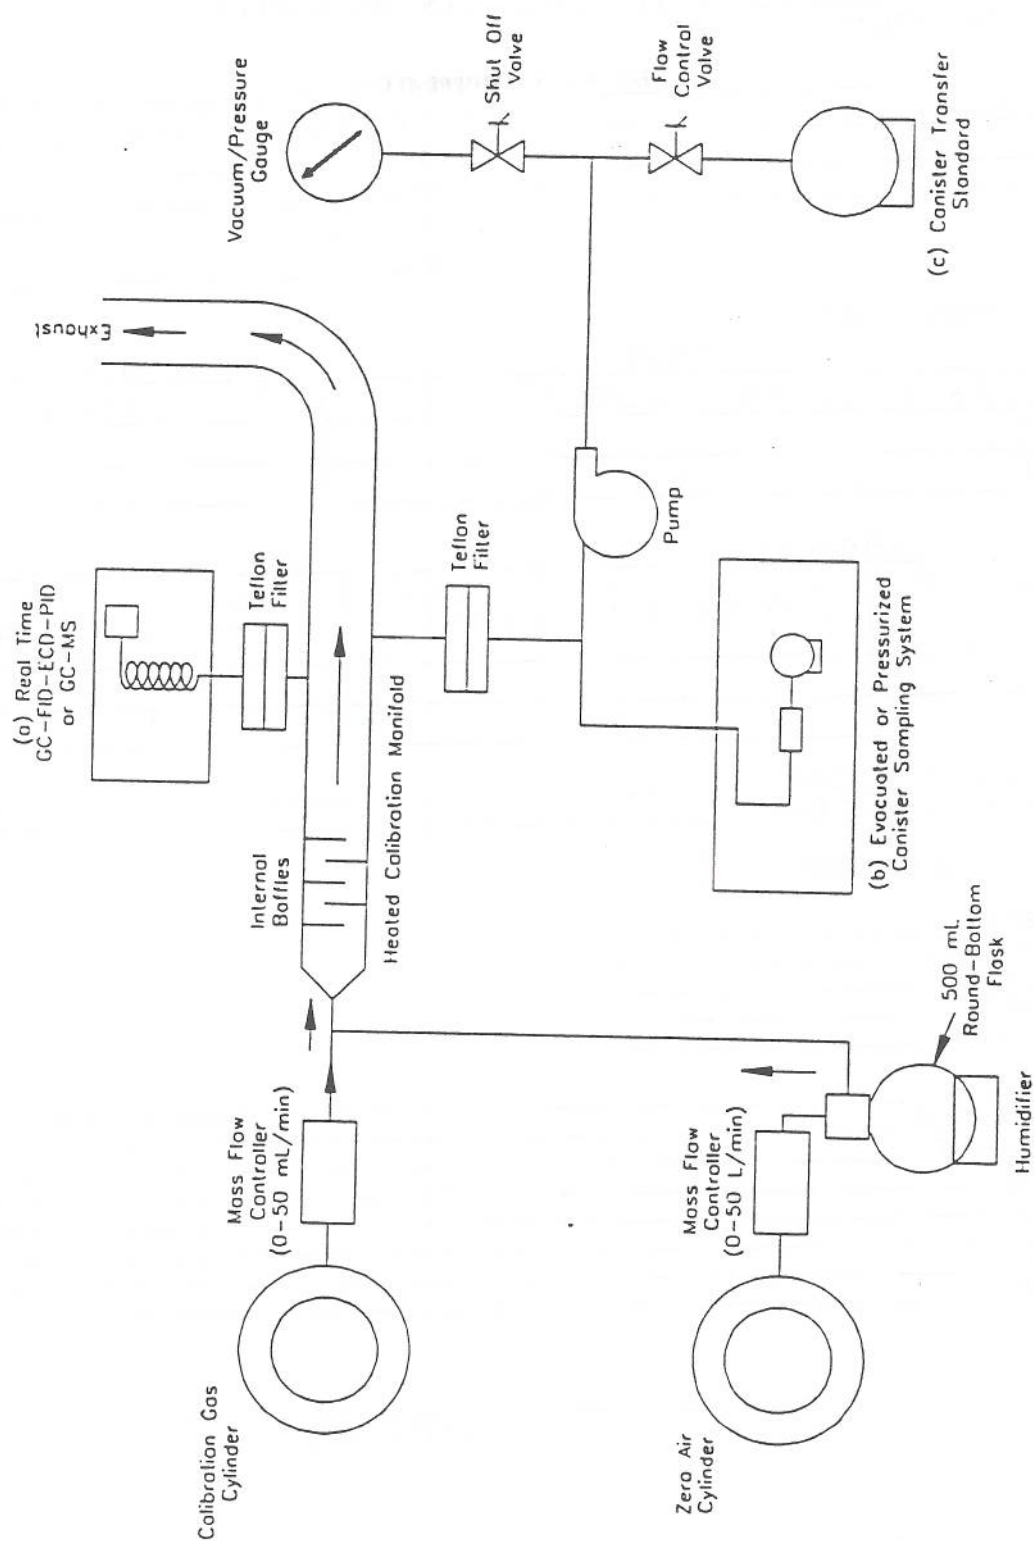 (a) Real Time
GC-FID-ECD-PID
or GC-MS
Exhaust
Vacuum/Pressure
Gauge
Shut Off
Valve
Flow
Control
Valve
(c) Canister Transfer
Standard
Teflon
Filter
Teflon
Filter
Pump
Internal
Baffles
Heated Calibration Manifold
(b) Evacuated or Pressurized
Canister Sampling System
Mass Flow
Controller
(0-50 mL/min)
Calibration Gas
Cylinder
Mass Flow
Controller
(0-50 L/min)
Zero Air
Cylinder
500 mL
Round-Bottom
Flask
Humidifier